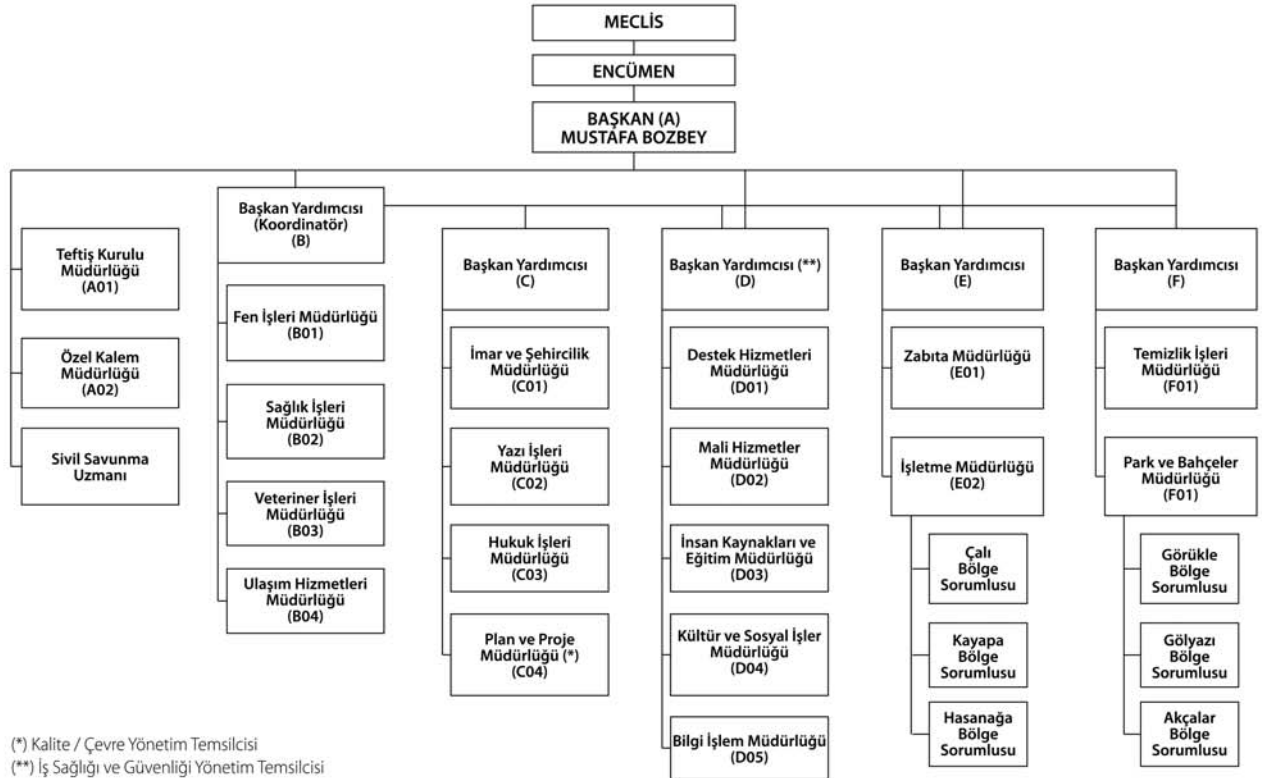 MECLİS
ENCÜMEN
BAŞKAN (A)
MUSTAFA BOZBEY
Teftiş Kurulu
Müdürlüğü
(A01)
Özel Kalem
Müdürlüğü
(A02)
Sivil Savunma
Uzmanı
Başkan Yardımcısı
(Koordinatör)
(B)
Fen İşleri Müdürlüğü
(B01)
Sağlık İşleri
Müdürlüğü
(B02)
Veteriner İşleri
Müdürlüğü
(B03)
Ulaşım Hizmetleri
Müdürlüğü
(B04)
Başkan Yardımcısı
(C)
İmar ve Şehircilik
Müdürlüğü
(C01)
Yazı İşleri
Müdürlüğü
(C02)
Hukuk İşleri
Müdürlüğü
(C03)
Plan ve Proje
Müdürlüğü (*)
(C04)
Başkan Yardımcısı (**)
(D)
Destek Hizmetleri
Müdürlüğü
(D01)
Mali Hizmetler
Müdürlüğü
(D02)
İnsan Kaynakları ve
Eğitim Müdürlüğü
(D03)
Kültür ve Sosyal İşler
Müdürlüğü
(D04)
Bilgi İşlem Müdürlüğü
(D05)
Başkan Yardımcısı
(E)
Zabıta Müdürlüğü
(E01)
İşletme Müdürlüğü
(E02)
Çalı
Bölge
Sorumlusu
Kayapa
Bölge
Sorumlusu
Hasanağa
Bölge
Sorumlusu
Başkan Yardımcısı
(F)
Temizlik İşleri
Müdürlüğü
(F01)
Park ve Bahçeler
Müdürlüğü
(F01)
Görükle
Bölge
Sorumlusu
Gölyazı
Bölge
Sorumlusu
Akçalar
Bölge
Sorumlusu
(*) Kalite / Çevre Yönetim Temsilcisi
(**) İş Sağlığı ve Güvenliği Yönetim Temsilcisi